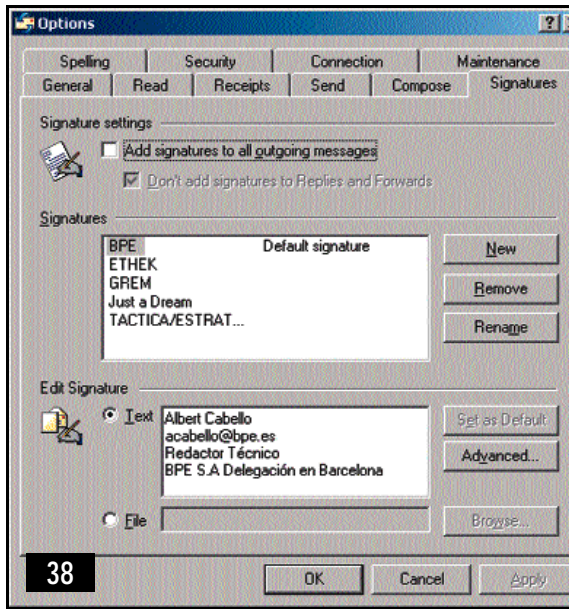 Options
Spelling Security Connection Maintenance
General Read Receipts Send Compose Signatures
Signature settings
Add signatures to all outgoing messages
Don't add signatures to Replies and Forwards
Signatures
BPE Default signature
ETHEK
GREM
Just a Dream
TACTICA/ESTRAT...
New
Remove
Rename
Edit Signature
Text
Albert Cabello
acabello@bpe.es
Redactor Técnico
BPE S.A Delegación en Barcelona
Set as Default
Advanced...
File
Browse...
38
OK Cancel Apply